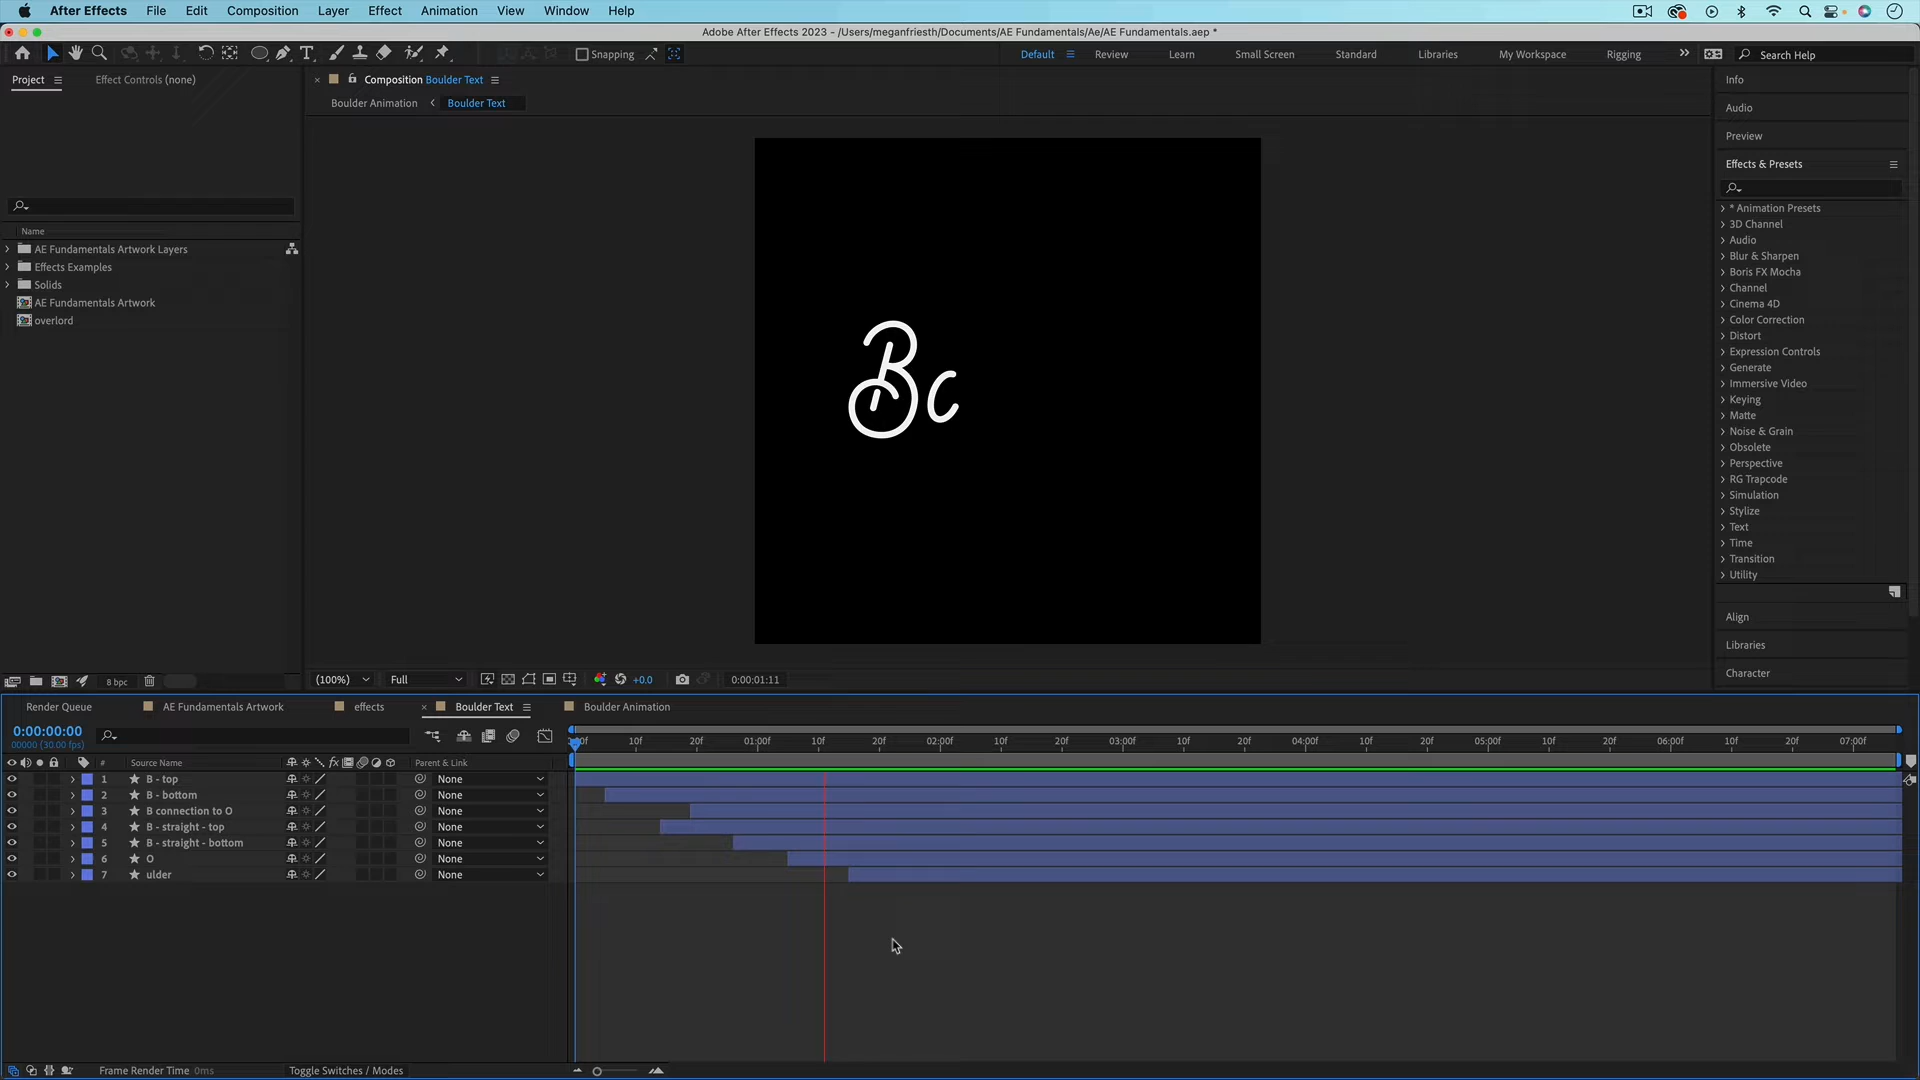 After Effects File Edit Composition Layer Effect Animation View Window Help
Adobe After Effects 2023 - /Users/meganfriesth/Documents/AE Fundamentals/Ae/AE Fundamentals.aep *
Snapping
Default Review Learn Small Screen Standard Libraries My Workspace Rigging
Search Help
Project Effect Controls (none)
Composition Boulder Text
Boulder Animation Boulder Text
Name
AE Fundamentals Artwork Layers
Effects Examples
Solids
AE Fundamentals Artwork
overlord
8 bpc
Bc
(100%) Full +0.0 0:00:01:11
Info
Audio
Preview
Effects & Presets
* Animation Presets
3D Channel
Audio
Blur & Sharpen
Boris FX Mocha
Channel
Cinema 4D
Color Correction
Distort
Expression Controls
Generate
Immersive Video
Keying
Matte
Noise & Grain
Obsolete
Perspective
RG Trapcode
Simulation
Stylize
Text
Time
Transition
Utility
Align
Libraries
Character
Render Queue AE Fundamentals Artwork effects Boulder Text Boulder Animation
0:00:00:00
00000 (30.00 fps)
10f 20f 01:00f 10f 20f 02:00f 10f 20f 03:00f 10f 20f 04:00f 10f 20f 05:00f 10f 20f 06:00f 10f 20f 07:00f
# Source Name fx Parent & Link
1 B - top None
2 B - bottom None
3 B connection to O None
4 B - straight - top None
5 B - straight - bottom None
6 O None
7 ulder None
Frame Render Time 0ms Toggle Switches / Modes